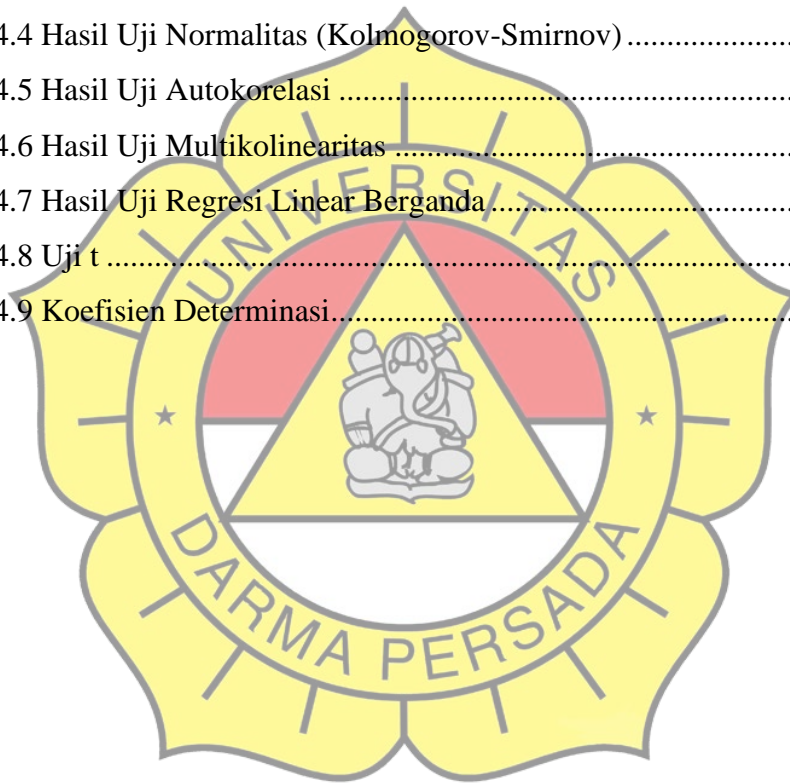 4.4 Hasil Uji Normalitas (Kolmogorov-Smirnov) ....................
4.5 Hasil Uji Autokorelasi ....................
4.6 Hasil Uji Multikolinearitas ....................
4.7 Hasil Uji Regresi Linear Berganda ....................
4.8 Uji t ....................
4.9 Koefisien Determinasi ....................
UNIVERSITAS
DARMA PERSADA